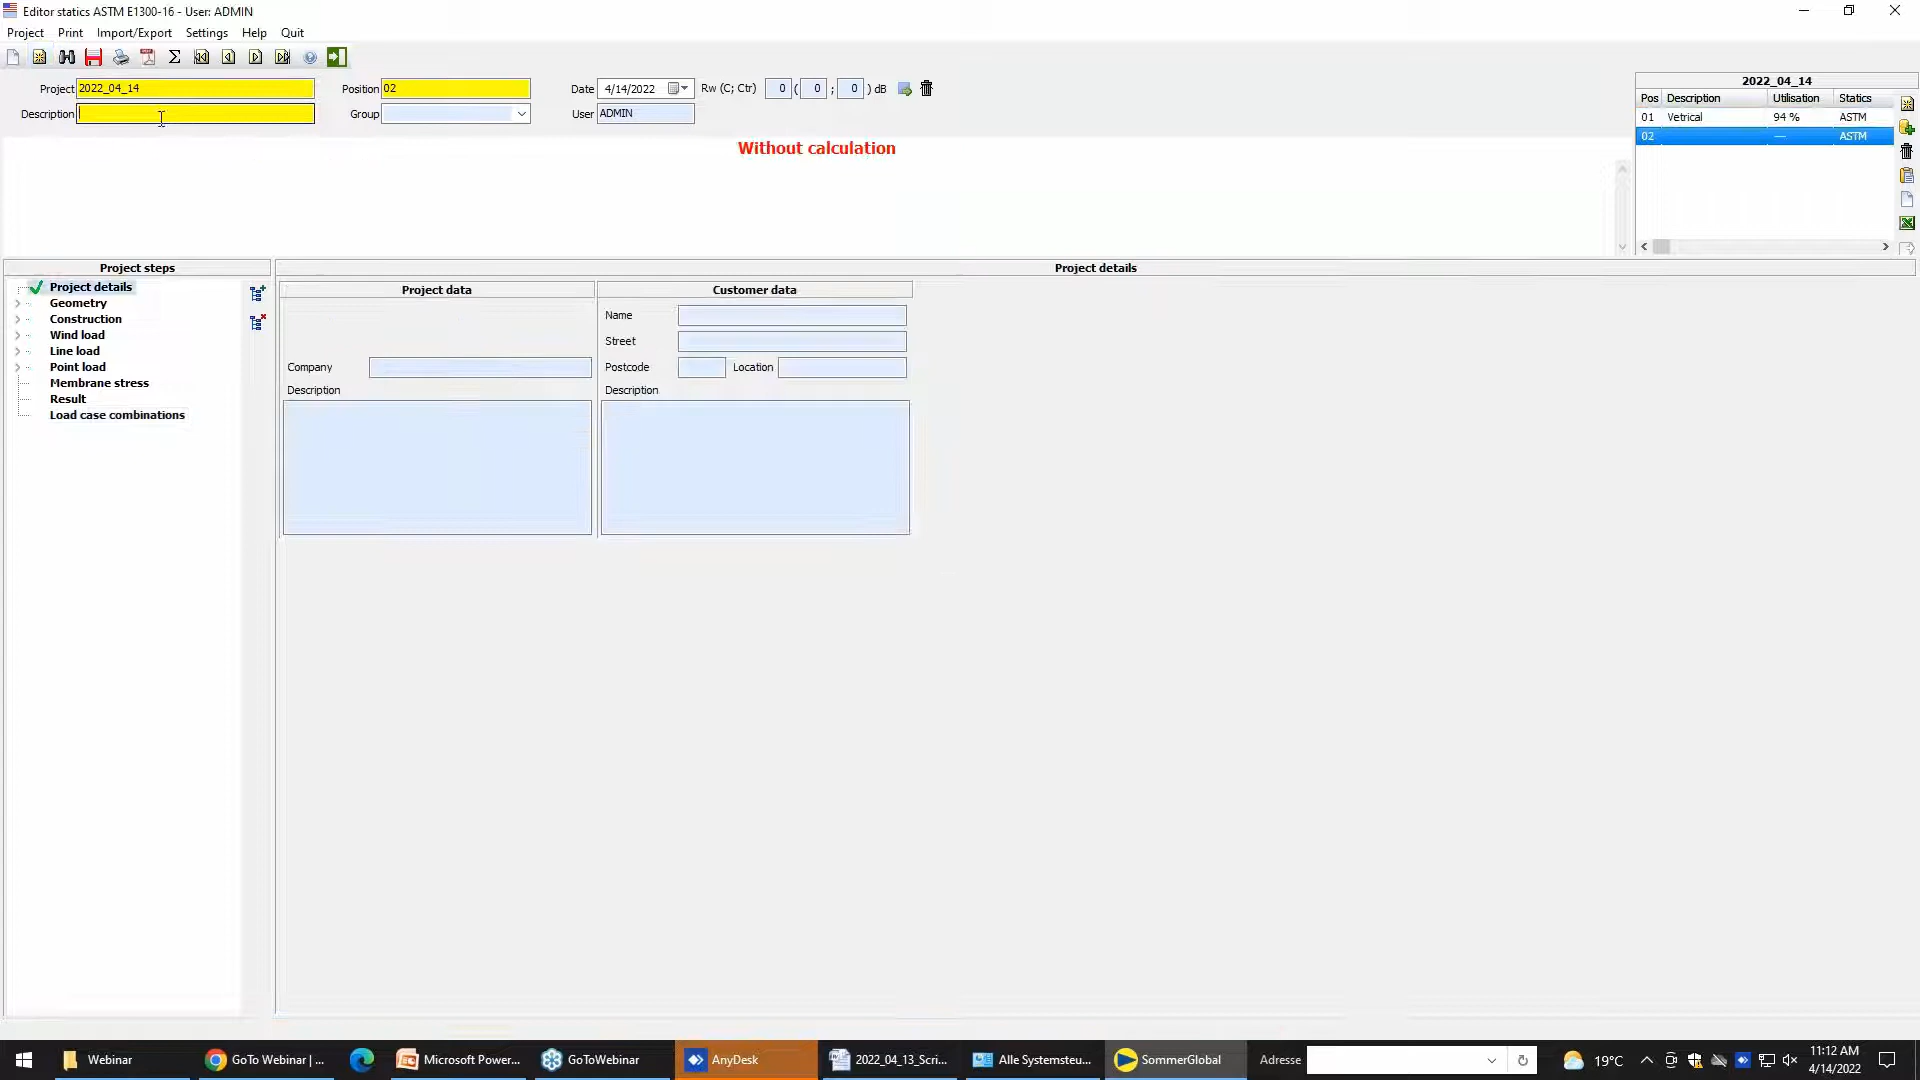 Editor statics ASTM E1300-16 - User: ADMIN
Project Print Import/Export Settings Help Quit
Project 2022_04_14 Position 02 Date 4/14/2022 Rw (C; Ctr) 0 ( 0 ; 0 ) dB
Description Group User ADMIN
2022_04_14
Pos Description Utilisation Statics
01 Vetrical 94 % ASTM
02 — ASTM
Without calculation
Project steps
Project details
Geometry
Construction
Wind load
Line load
Point load
Membrane stress
Result
Load case combinations
Project details
Project data
Company
Description
Customer data
Name
Street
Postcode Location
Description
Webinar
GoTo Webinar | ...
Microsoft Power...
GoToWebinar
AnyDesk
2022_04_13_Scri...
Alle Systemsteu...
SommerGlobal
Adresse
19°C
11:12 AM
4/14/2022